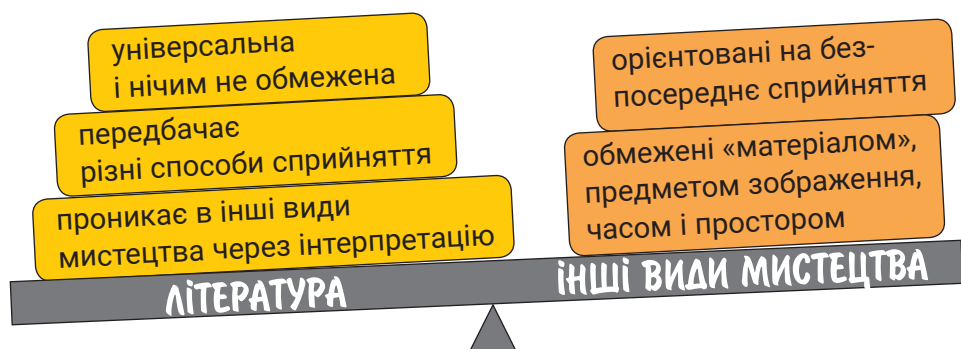 універсальна
і нічим не обмежена
передбачає
різні способи сприйняття
проникає в інші види
мистецтва через інтерпретацію
ЛіТЕРАТУРА
орієнтовані на без-
посереднє сприйняття
обмежені «матеріалом»,
предметом зображення,
часом і простором
іНШі ВИДИ МИСТЕЦТВА